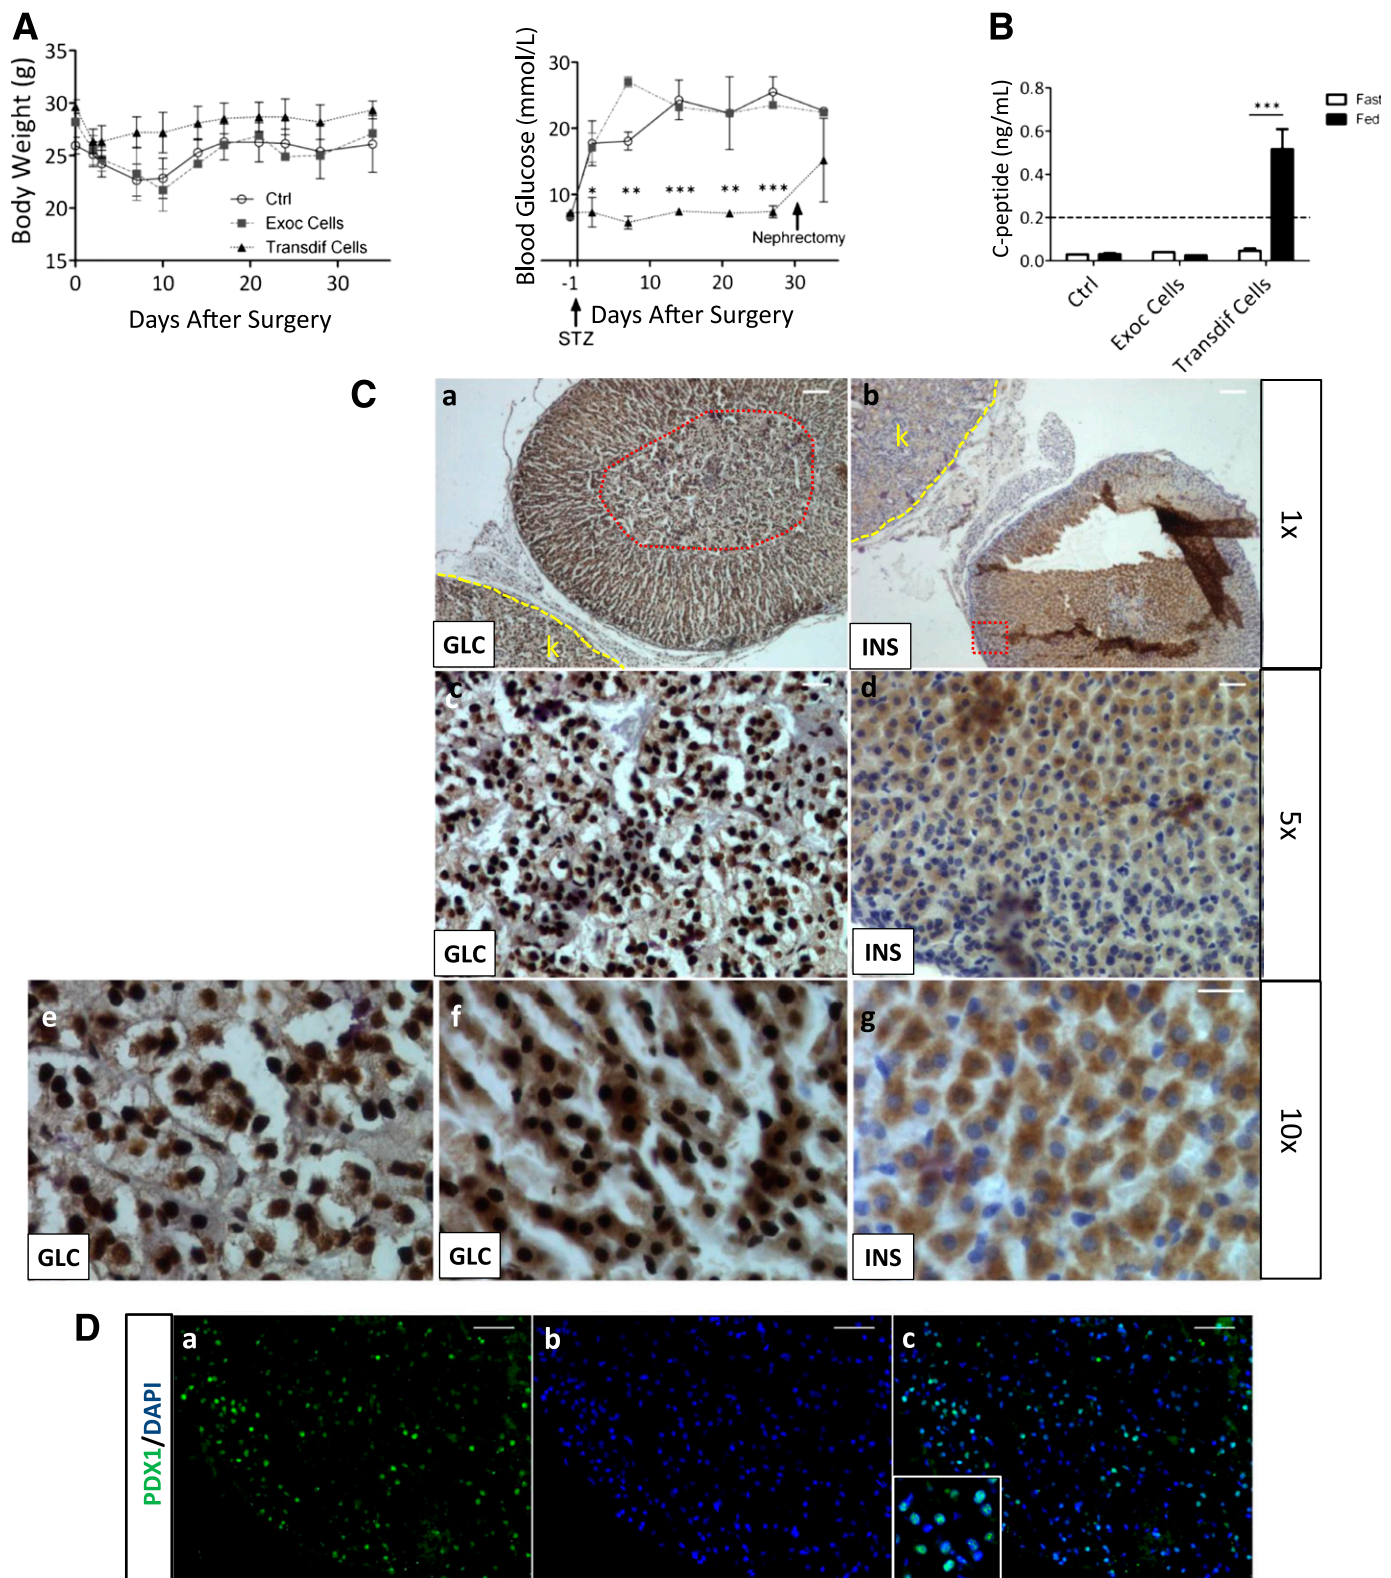 A
35
30
25
20
15
Body Weight (g)
Ctrl
Exoc Cells
Transdif Cells
0
10
20
30
Days After Surgery
30
20
10
Blood Glucose (mmol/L)
*
**
***
**
***
Nephrectomy
-1
10
20
30
Days After Surgery
STZ
B
0.8
0.6
0.4
0.2
0.0
C-peptide (ng/mL)
***
Fast
Fed
Ctrl
Exoc Cells
Transdif Cells
C
a
k
GLC
b
k
INS
1x
c
GLC
d
INS
5x
e
GLC
f
GLC
g
INS
10x
D
PDX1/DAPI
a
b
c